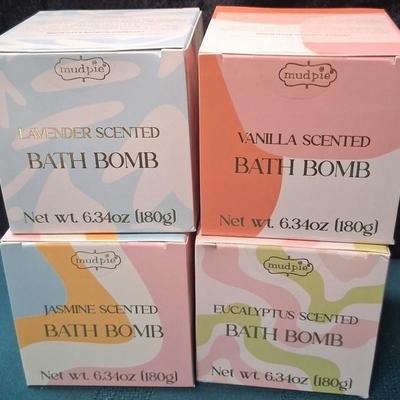 mudpie
LAVENDER SCENTED
BATH BOMB
Net wt. 6.34oz (180g)
mudpie
VANILLA SCENTED
BATH BOMB
Net wt. 6.34oz (180g)
mudpie
JASMINE SCENTED
BATH BOMB
Net wt. 6.34oz (180g)
mudpie
EUCALYPTUS SCENTED
BATH BOMB
Net wt. 6.34oz (180g)